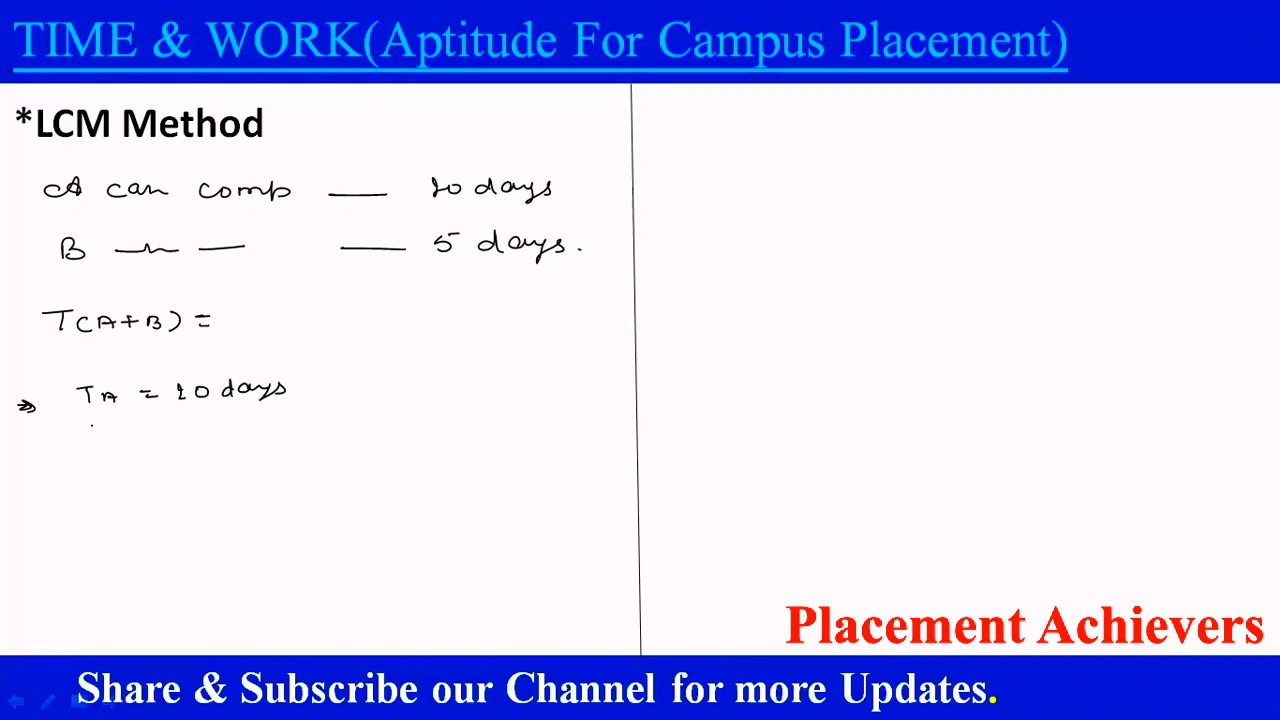 TIME & WORK(Aptitude For Campus Placement)
*LCM Method
A can comp — 10 days
B — — 5 days.
T(A+B) =
⇒ TA = 10 days
Placement Achievers
Share & Subscribe our Channel for more Updates.